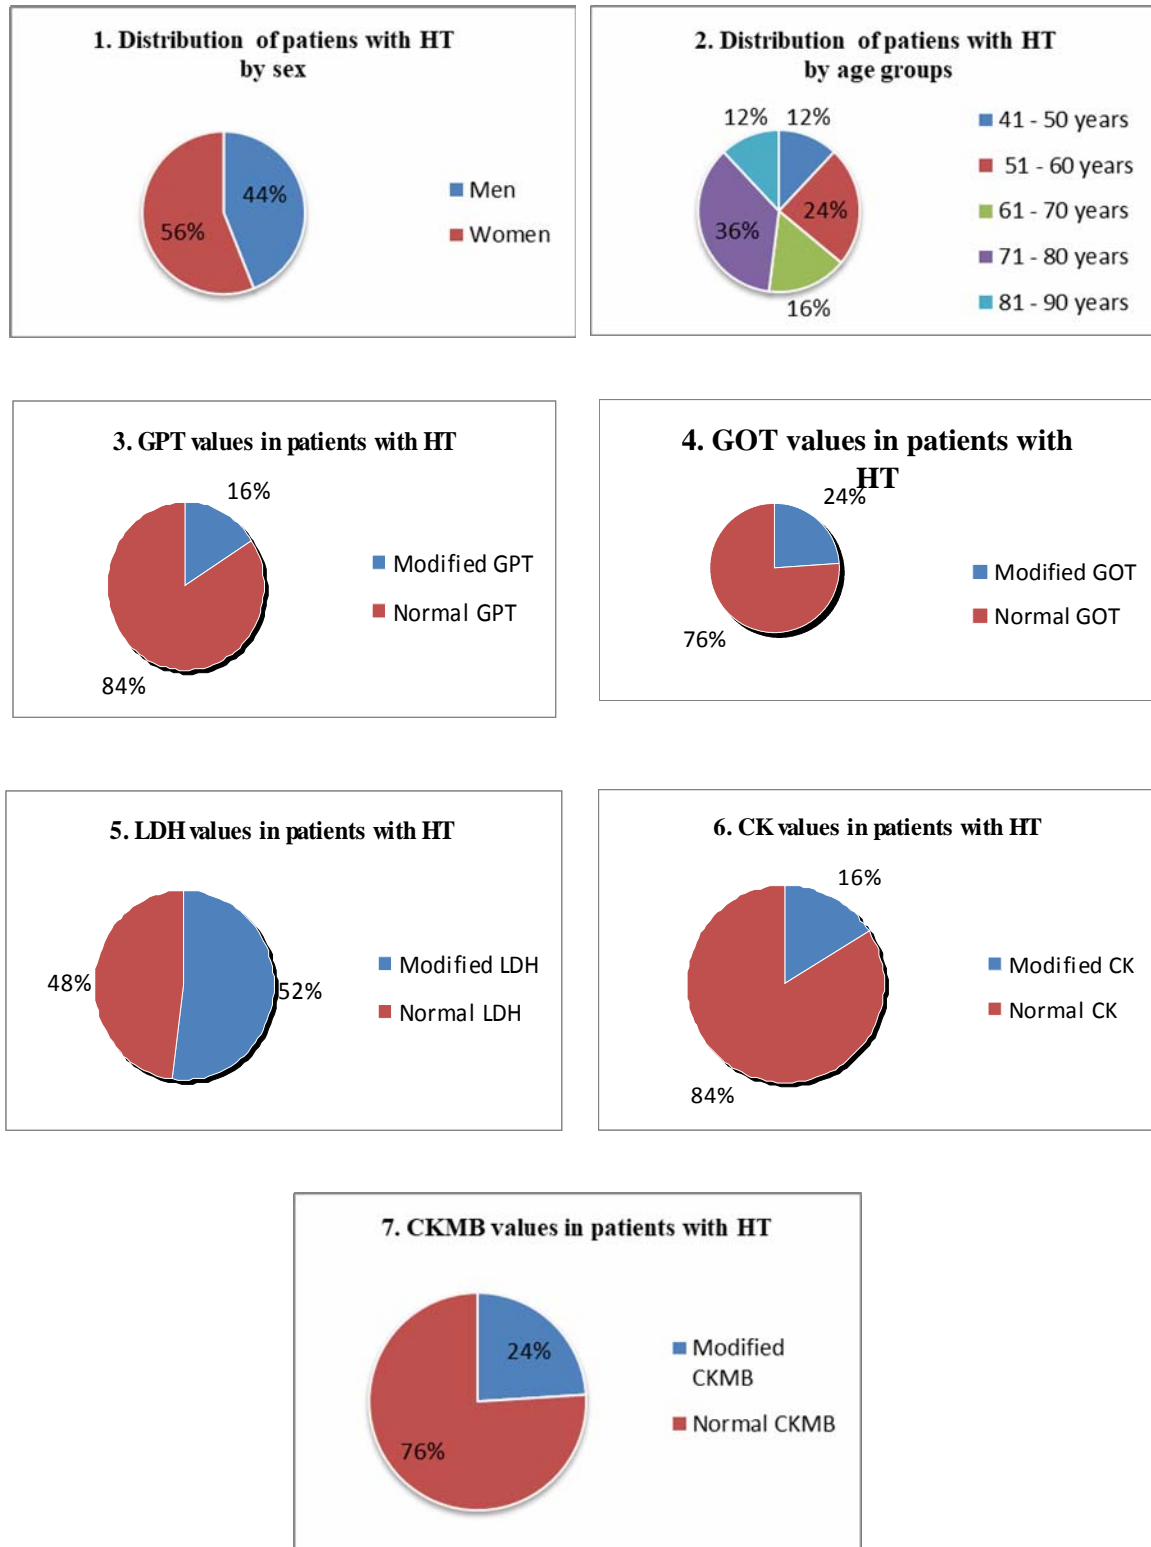 1. Distribution of patiens with HT
by sex
44%
56%
Men
Women
2. Distribution of patiens with HT
by age groups
12%
12%
24%
36%
16%
41 - 50 years
51 - 60 years
61 - 70 years
71 - 80 years
81 - 90 years
3. GPT values in patients with HT
16%
84%
Modified GPT
Normal GPT
4. GOT values in patients with
HT
24%
76%
Modified GOT
Normal GOT
5. LDH values in patients with HT
48%
52%
Modified LDH
Normal LDH
6. CK values in patients with HT
16%
84%
Modified CK
Normal CK
7. CKMB values in patients with HT
24%
76%
Modified
CKMB
Normal CKMB